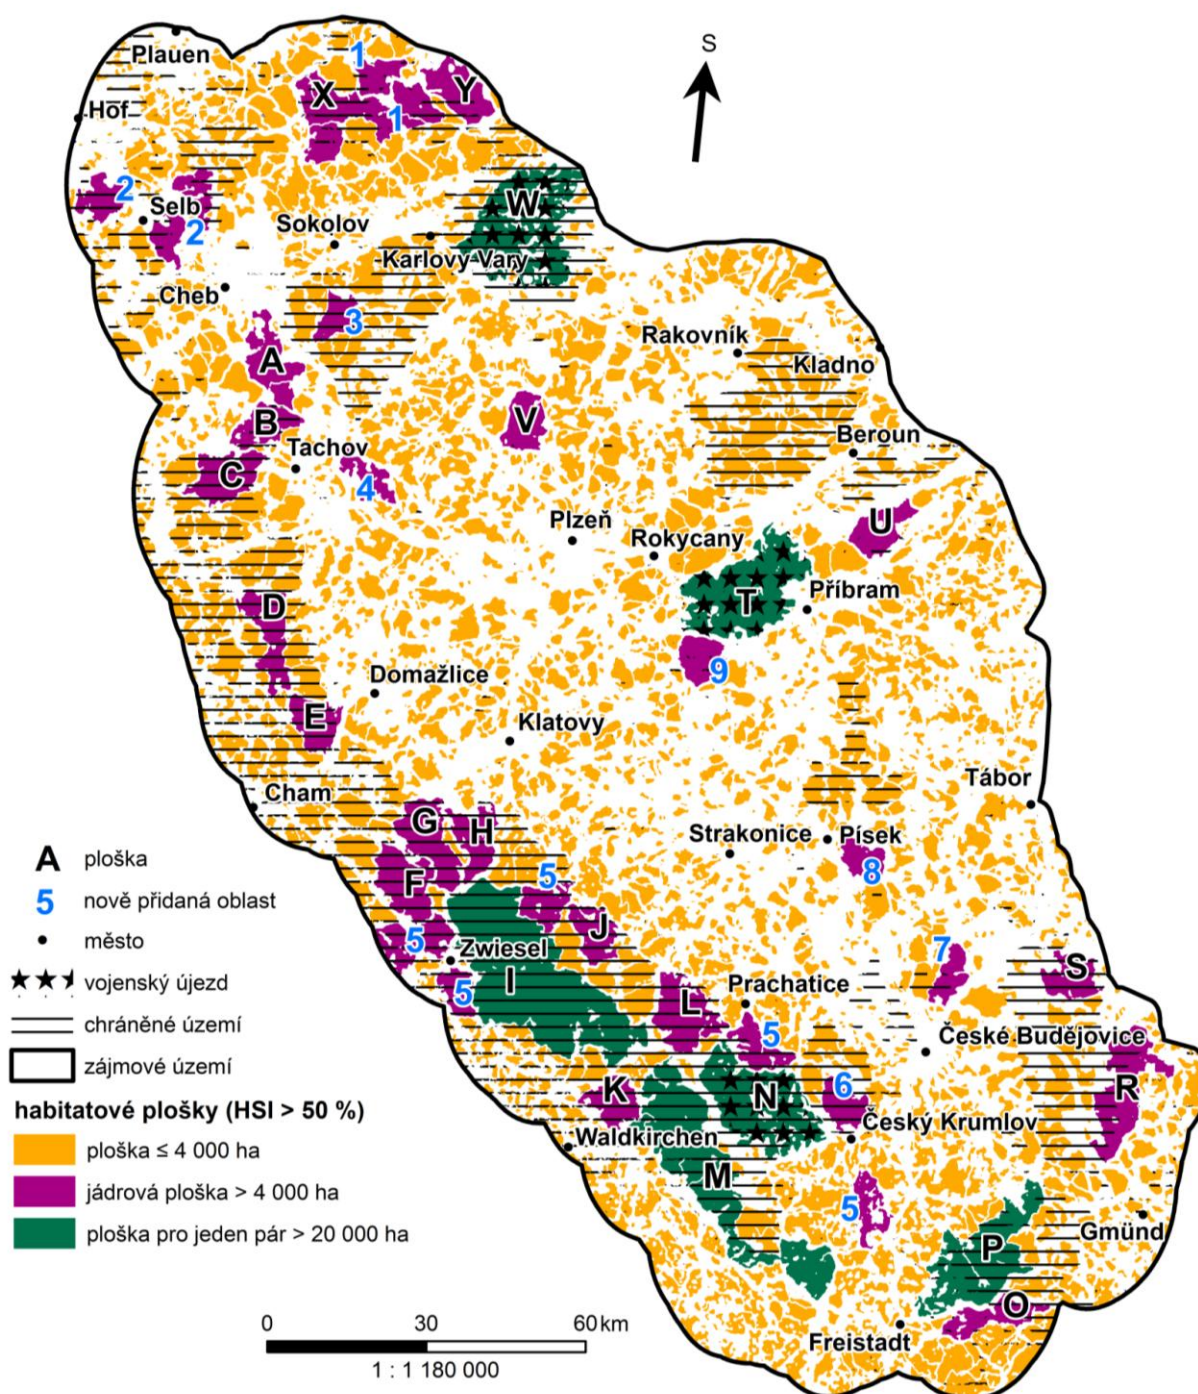 S
Plauen
1
X
Y
Hof
1
2
Selb
W
2
Sokolov
Karlovy Vary
Cheb
3
Rakovník
A
Kladno
B
V
Tachov
Beroun
C
4
Plzeň
U
Rokycany
T
Příbram
D
9
Domažlice
E
Klatovy
Cham
Tábor
G
H
Strakonice
Písek
8
F
5
J
5
Zwiesel
7
S
I
5
Prachatice
L
5
České Budějovice
K
N
6
R
Waldkirchen
Český Krumlov
M
5
Gmünd
P
O
Freistadt
A ploška
5 nově přidaná oblast
město
vojenský újezd
chráněné území
zájmové území
habitatové plošky (HSI > 50 %)
ploška ≤ 4 000 ha
jádrová ploška > 4 000 ha
ploška pro jeden pár > 20 000 ha
0 30 60 km
1 : 1 180 000